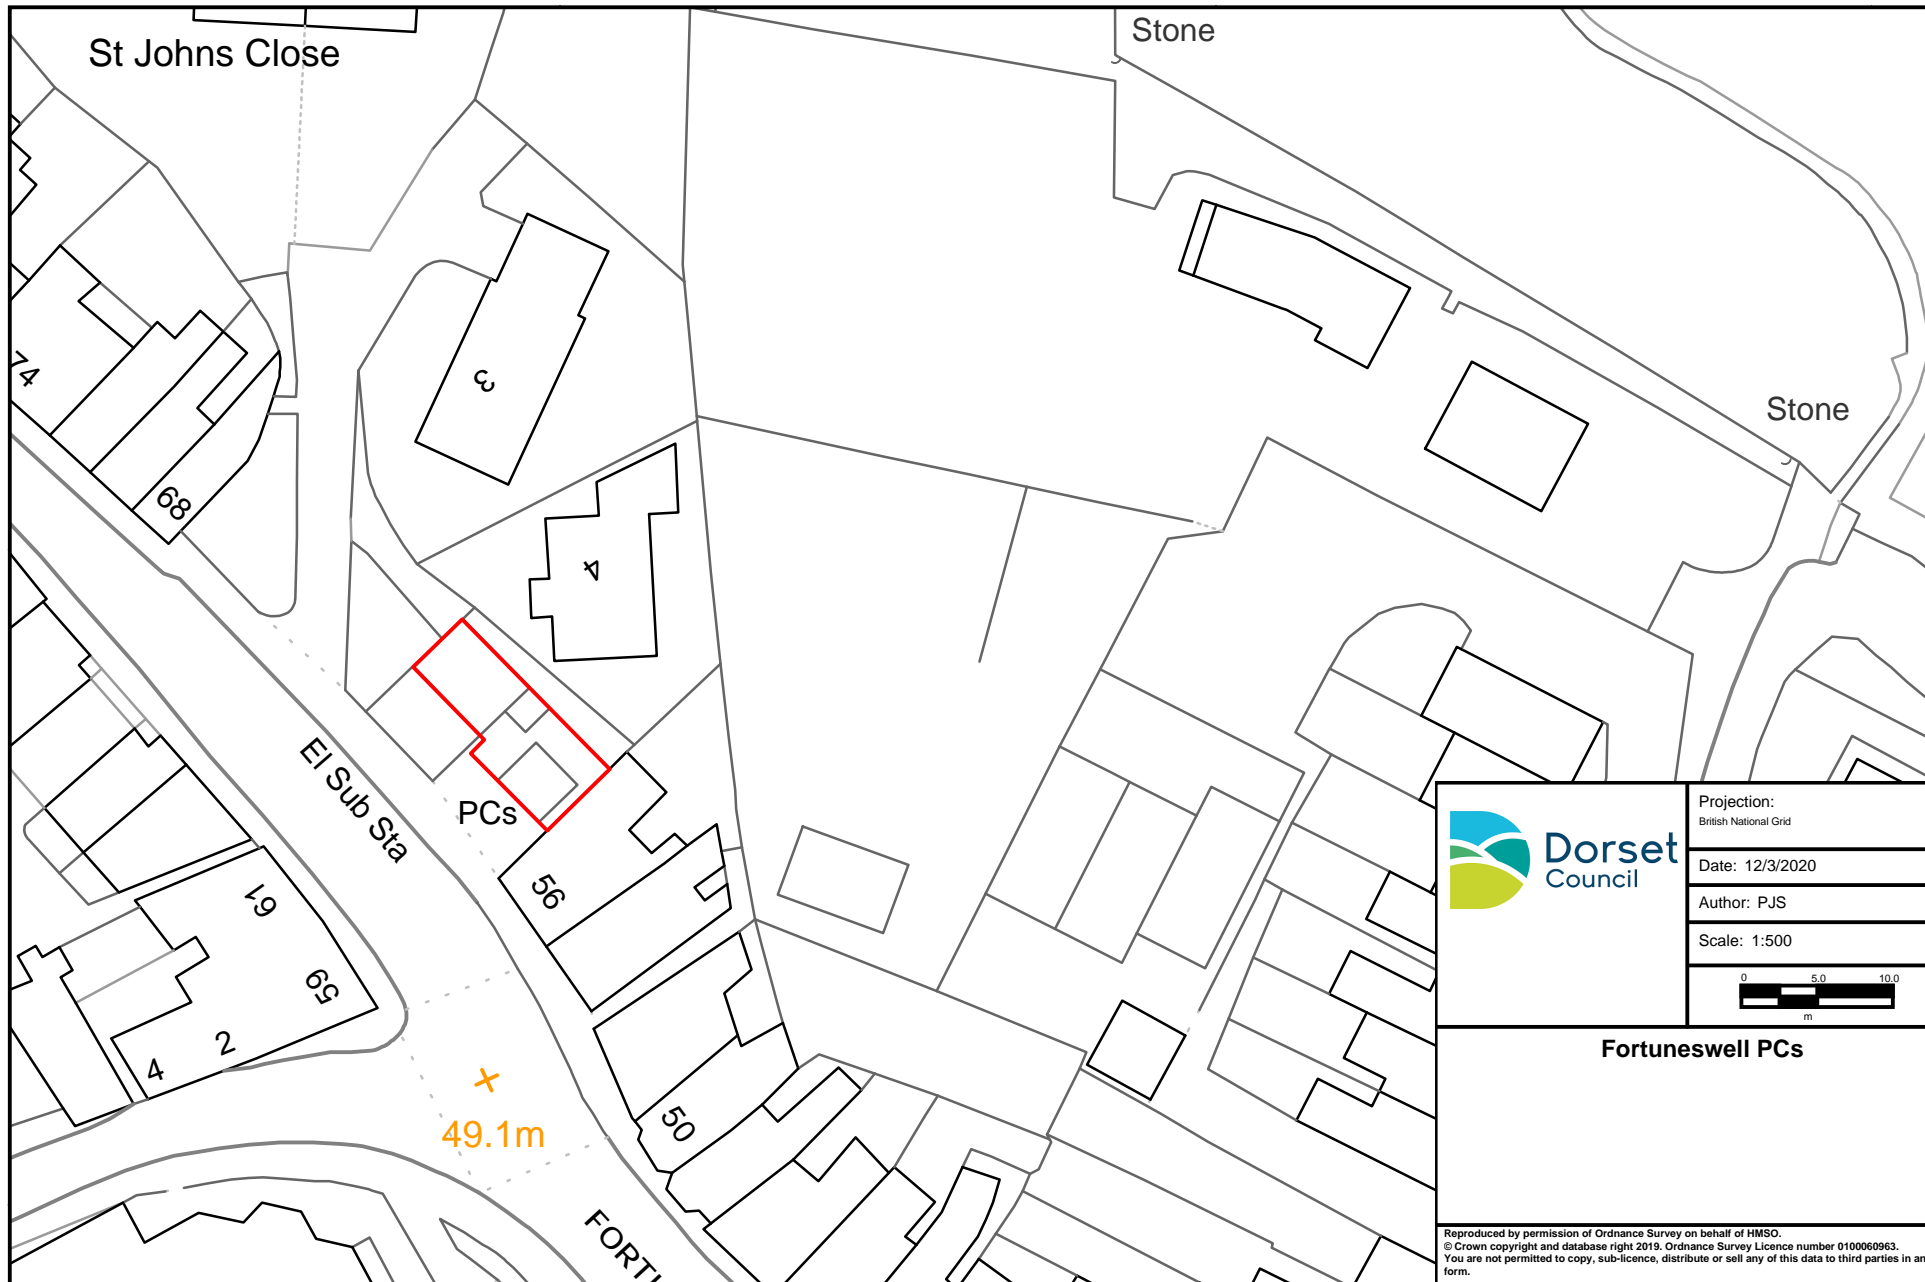 St Johns Close
Stone
Stone
74
68
3
4
El Sub Sta
PCs
56
61
59
2
4
50
49.1m
FORTU
Dorset
Council
Projection:
British National Grid
Date: 12/3/2020
Author: PJS
Scale: 1:500
0 5.0 10.0
m
Fortuneswell PCs
Reproduced by permission of Ordnance Survey on behalf of HMSO.
© Crown copyright and database right 2019. Ordnance Survey Licence number 0100060963.
You are not permitted to copy, sub-licence, distribute or sell any of this data to third parties in any
form.